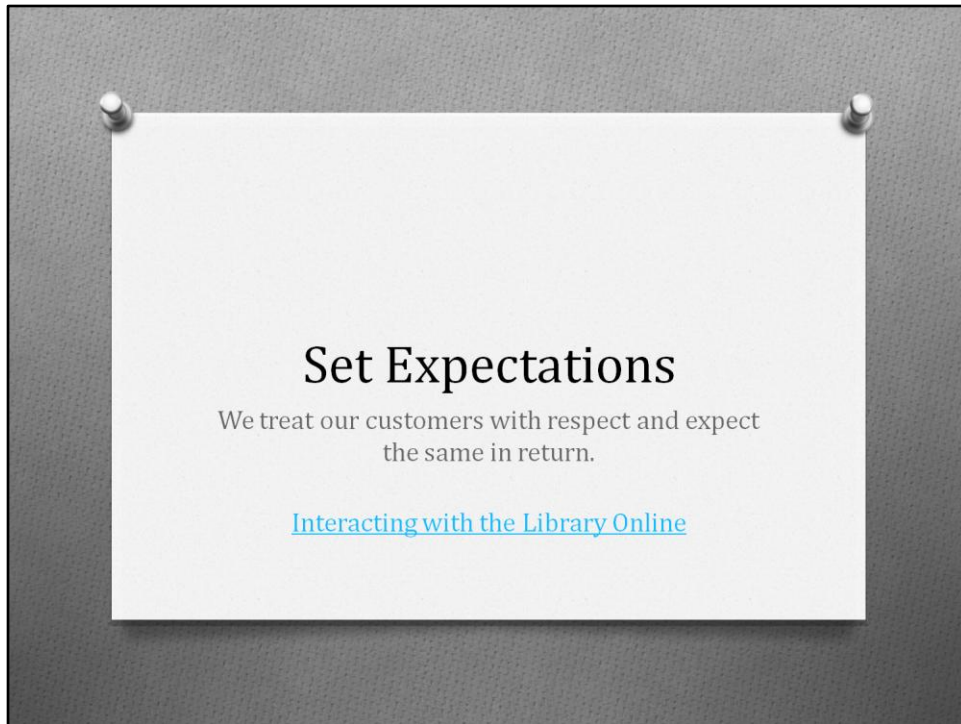 Set Expectations
We treat our customers with respect and expect
the same in return.
Interacting with the Library Online